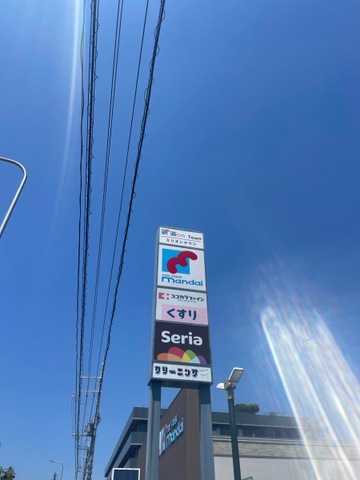 Town
ミリオンタウン
mandai
ココカラファイン
くすり
Seria
クリーニング
mandai